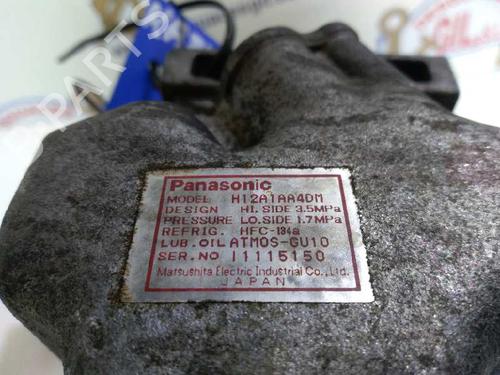 Panasonic
MODEL H12A1AA4DM
DESIGN HI. SIDE 3.5MPa
PRESSURE LO. SIDE 1.7MPa
REFRIG. HFC-134a
LUB. OIL ATMOS-GU10
SER. NO 11115150
Matsushita Electric Industrial Co., Ltd.
JAPAN
PARTS